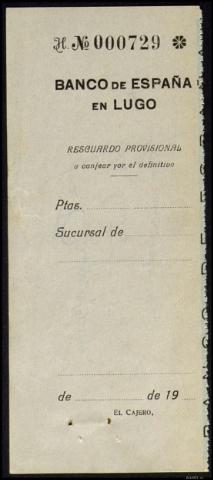 H. № 000729
BANCO DE ESPAÑA
EN LUGO
RESGUARDO PROVISIONAL
a canjear por el definitivo
Ptas.
Sucursal de
de de 19
EL CAJERO,